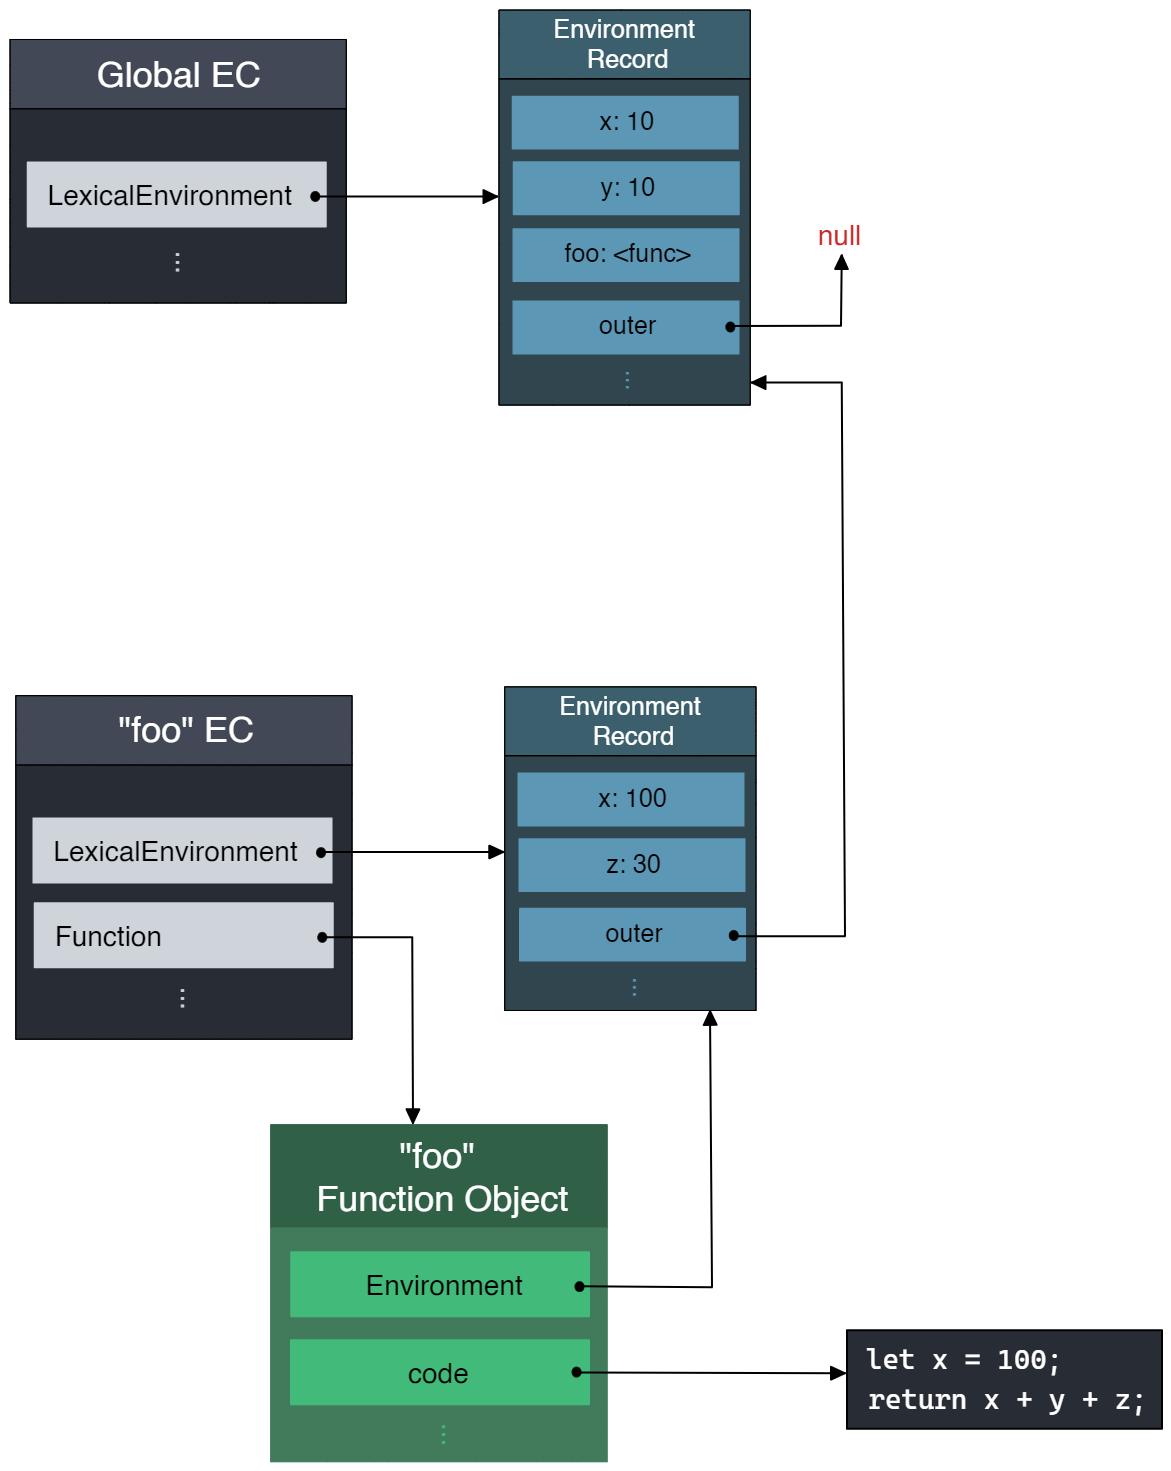 Global EC
LexicalEnvironment
⋮
Environment
Record
x: 10
y: 10
foo: <func>
outer
⋮
null
"foo" EC
LexicalEnvironment
Function
⋮
Environment
Record
x: 100
z: 30
outer
⋮
"foo"
Function Object
Environment
code
⋮
let x = 100;
return x + y + z;